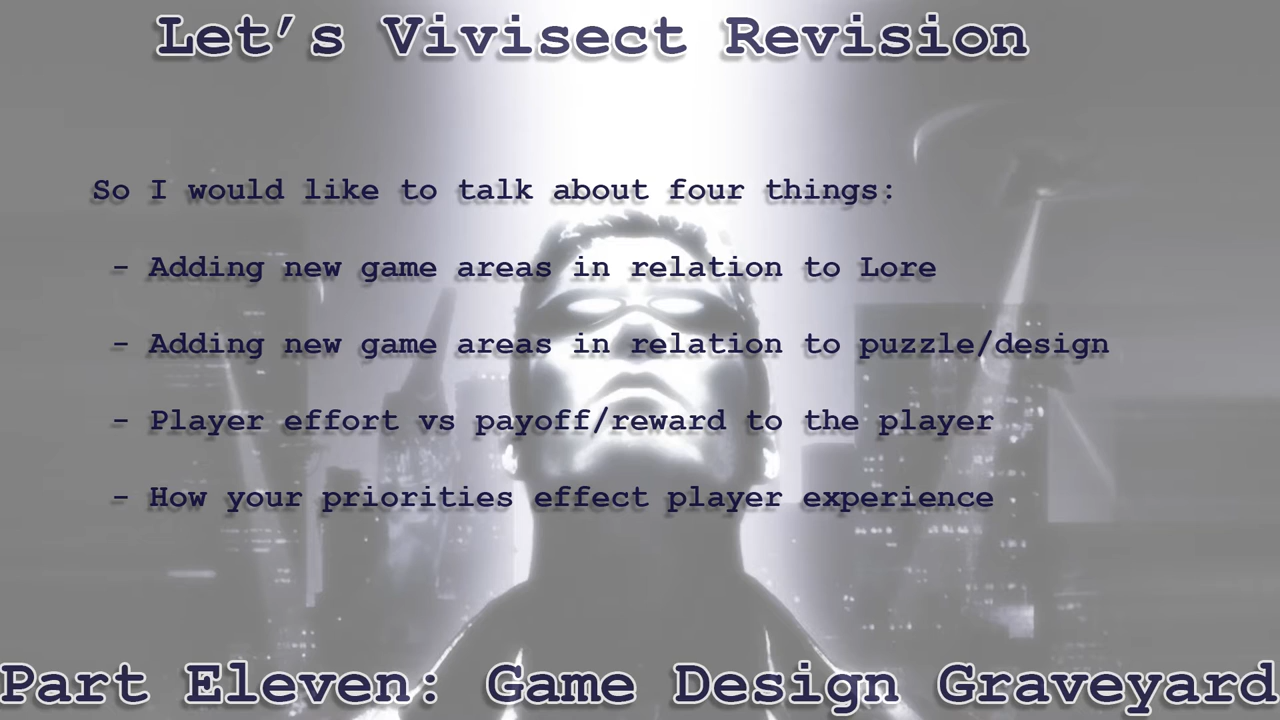 Let's Vivisect Revision
So I would like to talk about four things:
- Adding new game areas in relation to Lore
- Adding new game areas in relation to puzzle/design
- Player effort vs payoff/reward to the player
- How your priorities effect player experience
Part Eleven: Game Design Graveyard